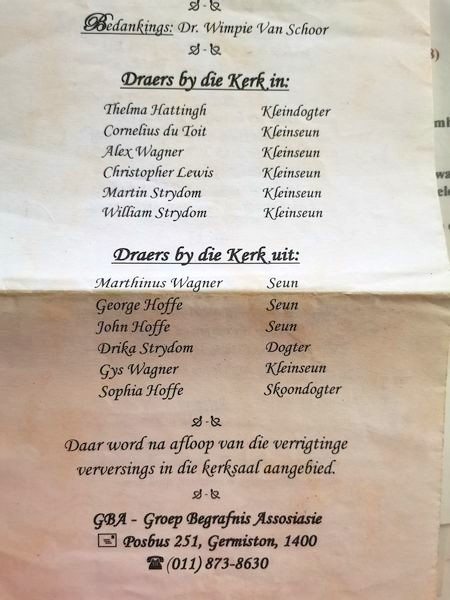 Bedankings: Dr. Wimpie Van Schoor
Draers by die Kerk in:
Thelma Hattingh Kleindogter
Cornelius du Toit Kleinseun
Alex Wagner Kleinseun
Christopher Lewis Kleinseun
Martin Strydom Kleinseun
William Strydom Kleinseun
Draers by die Kerk uit:
Marthinus Wagner Seun
George Hoffe Seun
John Hoffe Seun
Drika Strydom Dogter
Gys Wagner Kleinseun
Sophia Hoffe Skoondogter
Daar word na afloop van die verrigtinge
verversings in die kerksaal aangebied.
GBA - Groep Begrafnis Assosiasie
Posbus 251, Germiston, 1400
(011) 873-8630